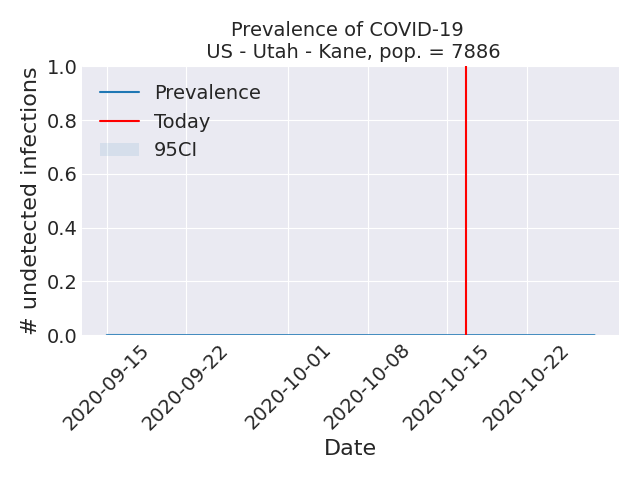 Prevalence of COVID-19
US - Utah - Kane, pop. = 7886
# undetected infections
1.0
0.8
0.6
0.4
0.2
0.0
Prevalence
Today
95CI
2020-09-15
2020-09-22
2020-10-01
2020-10-08
2020-10-15
2020-10-22
Date